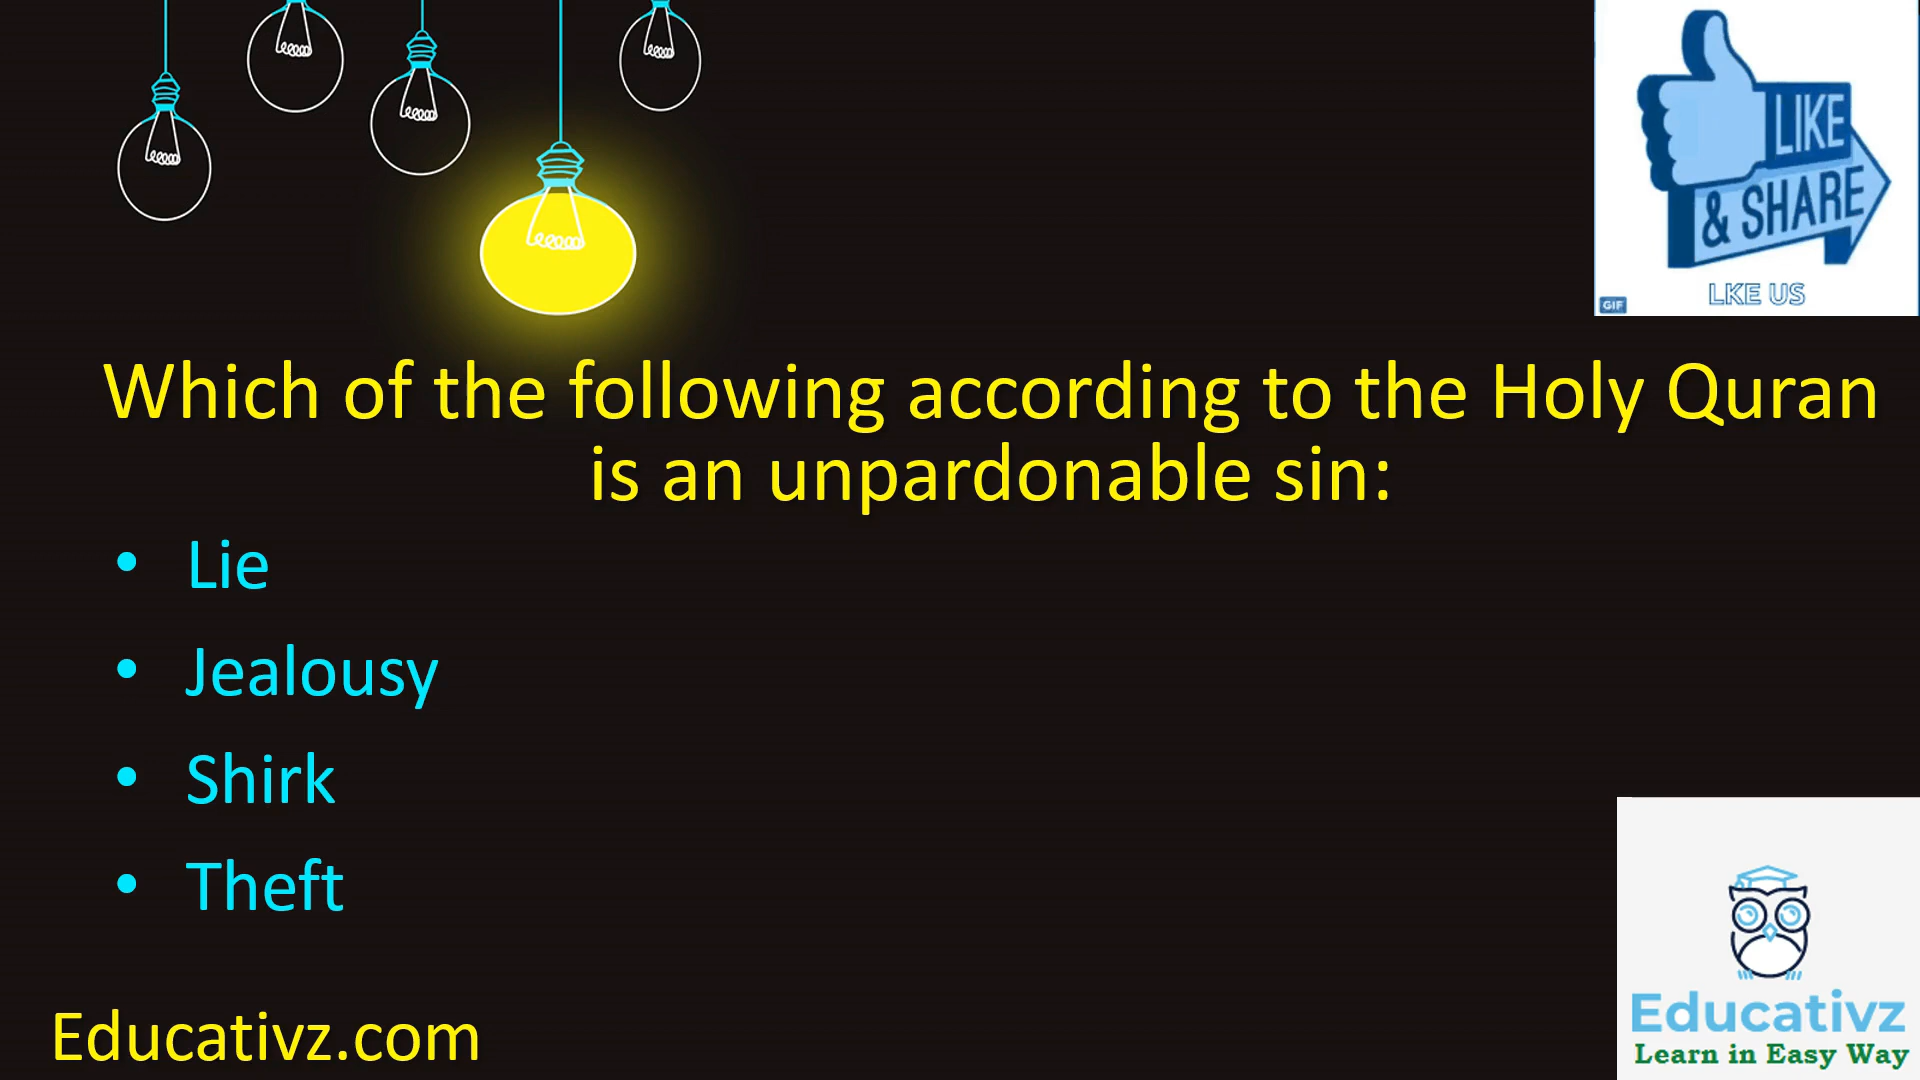 LIKE
& SHARE
LKE US
GIF
Which of the following according to the Holy Quran
is an unpardonable sin:
• Lie
• Jealousy
• Shirk
• Theft
Educativz.com
Educativz
Learn in Easy Way